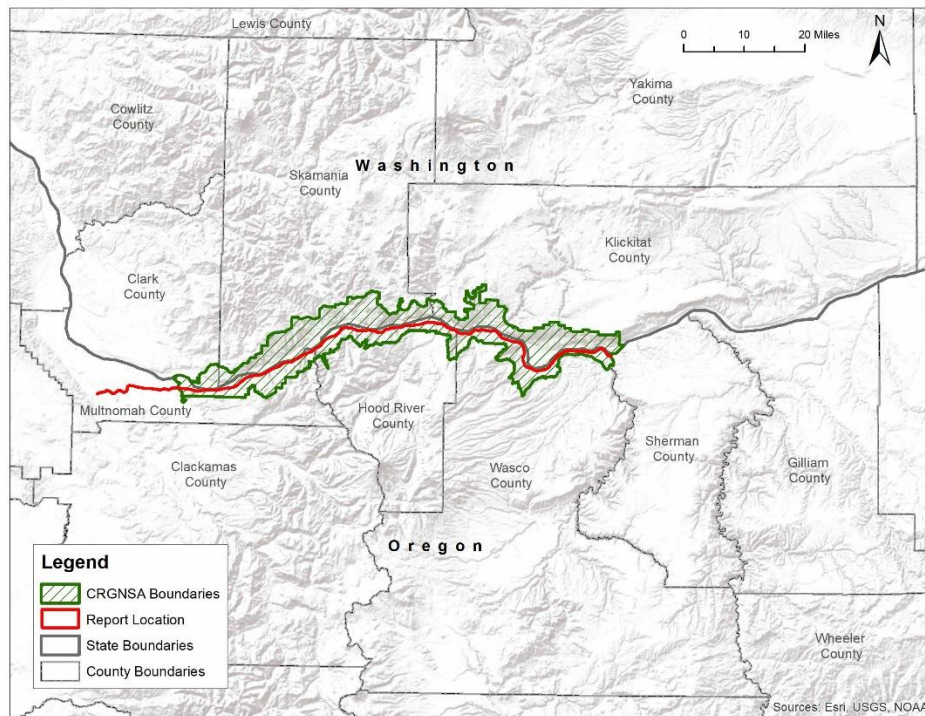 Lewis County
N
0 10 20 Miles
Yakima
County
Cowlitz
County
Washington
Skamania
County
Klickitat
County
Clark
County
Multnomah County
Hood River
County
Sherman
County
Clackamas
County
Wasco
County
Gilliam
County
Oregon
Legend
CRGNSA Boundaries
Report Location
State Boundaries
County Boundaries
Wheeler
County
Sources: Esri, USGS, NOAA